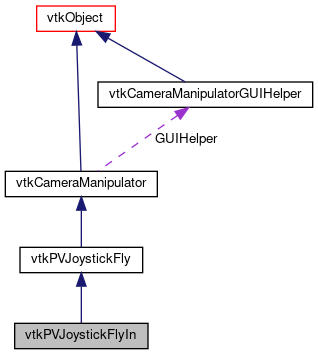 vtkObject
vtkCameraManipulatorGUIHelper
GUIHelper
vtkCameraManipulator
vtkPVJoystickFly
vtkPVJoystickFlyIn